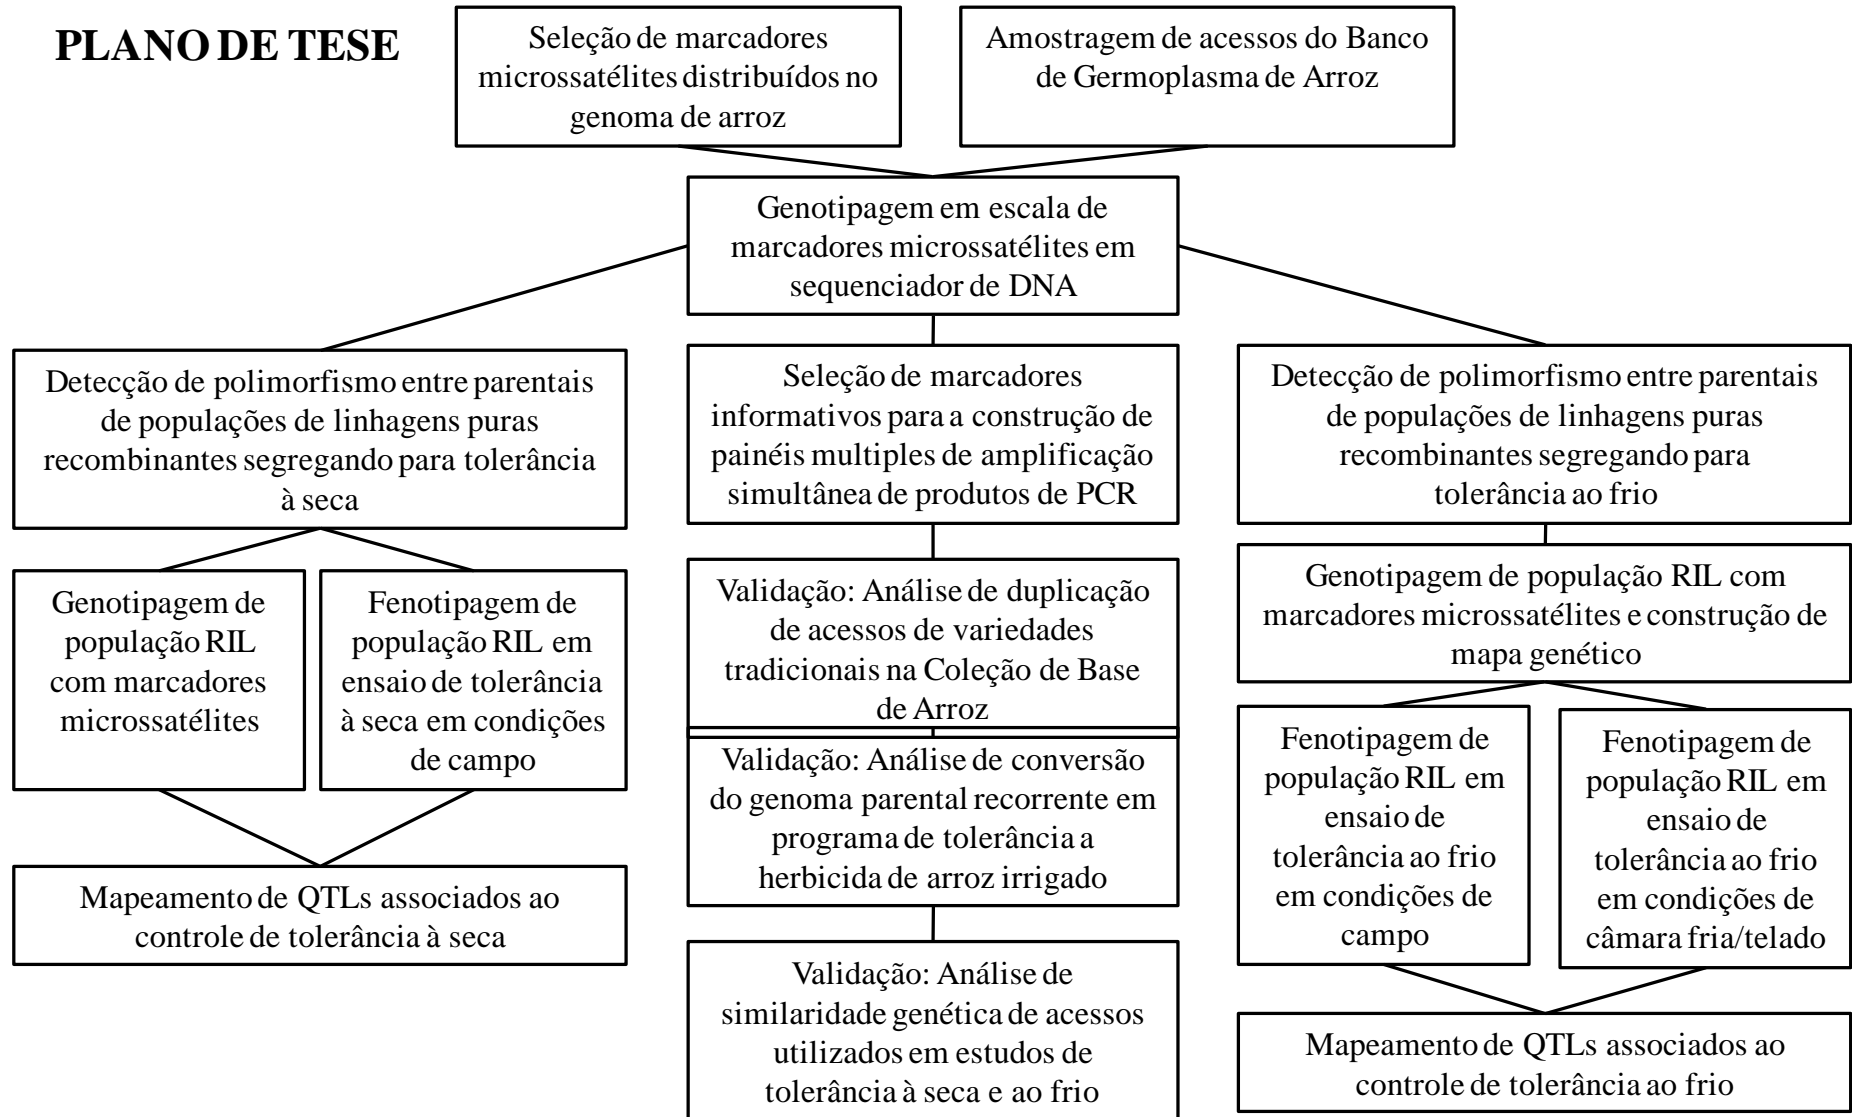 PLANO DE TESE
Seleção de marcadores
microssatélites distribuídos no
genoma de arroz
Amostragem de acessos do Banco
de Germoplasma de Arroz
Genotipagem em escala de
marcadores microssatélites em
sequenciador de DNA
Detecção de polimorfismo entre parentais
de populações de linhagens puras
recombinantes segregando para tolerância
à seca
Genotipagem de
população RIL
com marcadores
microssatélites
Fenotipagem de
população RIL em
ensaio de tolerância
à seca em condições
de campo
Mapeamento de QTLs associados ao
controle de tolerância à seca
Seleção de marcadores
informativos para a construção de
painéis multiples de amplificação
simultânea de produtos de PCR
Validação: Análise de duplicação
de acessos de variedades
tradicionais na Coleção de Base
de Arroz
Validação: Análise de conversão
do genoma parental recorrente em
programa de tolerância a
herbicida de arroz irrigado
Validação: Análise de
similaridade genética de acessos
utilizados em estudos de
tolerância à seca e ao frio
Detecção de polimorfismo entre parentais
de populações de linhagens puras
recombinantes segregando para
tolerância ao frio
Genotipagem de população RIL com
marcadores microssatélites e construção de
mapa genético
Fenotipagem de
população RIL em
ensaio de
tolerância ao frio
em condições de
campo
Fenotipagem de
população RIL em
ensaio de
tolerância ao frio
em condições de
câmara fria/telado
Mapeamento de QTLs associados ao
controle de tolerância ao frio